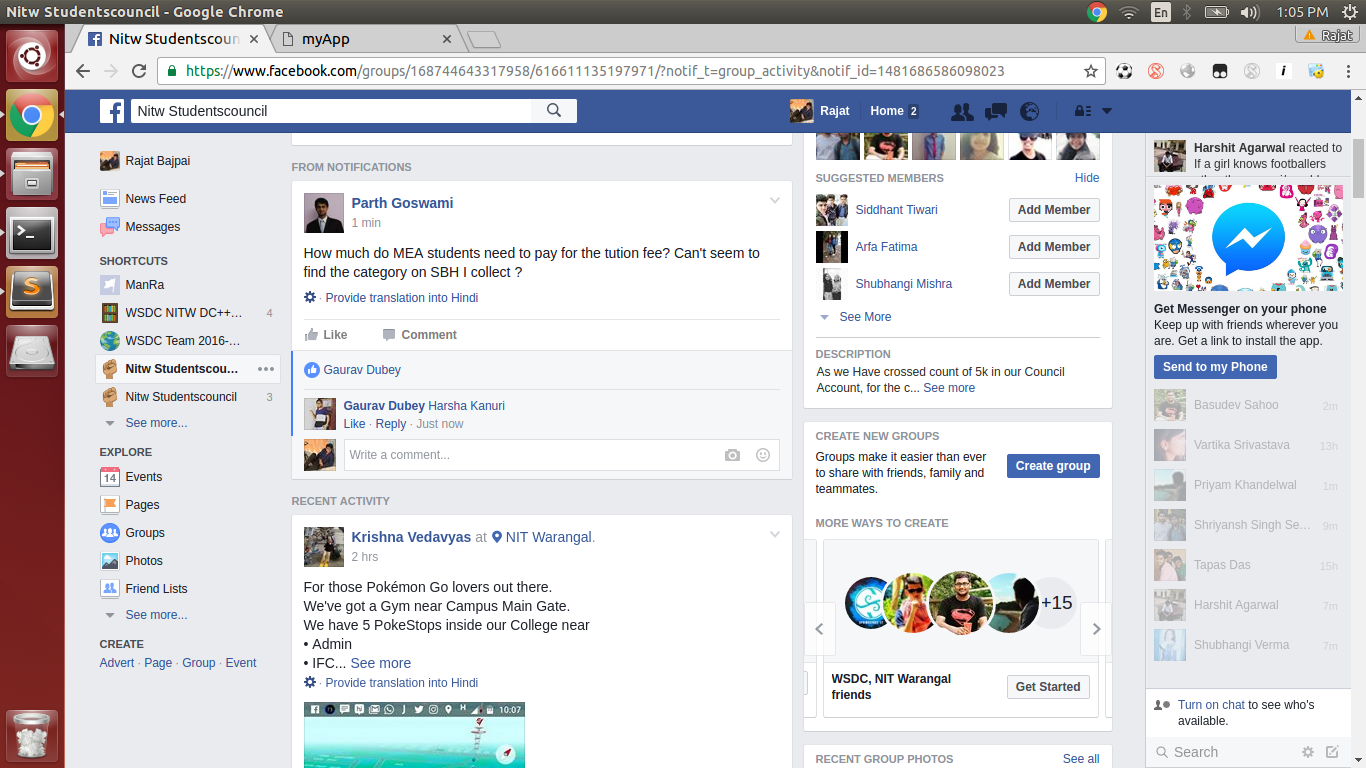 Nitw Studentscouncil - Google Chrome
En
1:05 PM
Nitw Studentscoun
myApp
Rajat
https://www.facebook.com/groups/168744643317958/616611135197971/?notif_t=group_activity&notif_id=1481686586098023
Nitw Studentscouncil
Rajat
Home 2
Rajat Bajpai
News Feed
Messages
SHORTCUTS
ManRa
WSDC NITW DC++... 4
WSDC Team 2016-...
Nitw Studentscou...
Nitw Studentscouncil 3
See more...
EXPLORE
14 Events
Pages
Groups
Photos
Friend Lists
See more...
CREATE
Advert · Page · Group · Event
FROM NOTIFICATIONS
Parth Goswami
1 min
How much do MEA students need to pay for the tution fee? Can't seem to
find the category on SBH I collect ?
· Provide translation into Hindi
Like Comment
Gaurav Dubey
Gaurav Dubey Harsha Kanuri
Like · Reply · Just now
Write a comment...
RECENT ACTIVITY
Krishna Vedavyas at NIT Warangal.
2 hrs
For those Pokémon Go lovers out there.
We've got a Gym near Campus Main Gate.
We have 5 PokeStops inside our College near
• Admin
• IFC... See more
· Provide translation into Hindi
10:07
SUGGESTED MEMBERS Hide
Siddhant Tiwari Add Member
Arfa Fatima Add Member
Shubhangi Mishra Add Member
See More
DESCRIPTION
As we Have crossed count of 5k in our Council
Account, for the c... See more
CREATE NEW GROUPS
Groups make it easier than ever
to share with friends, family and
teammates.
Create group
MORE WAYS TO CREATE
+15
WSDC, NIT Warangal
friends
Get Started
RECENT GROUP PHOTOS See all
Harshit Agarwal reacted to
If a girl knows footballers
Get Messenger on your phone
Keep up with friends wherever you
are. Get a link to install the app.
Send to my Phone
Basudev Sahoo 2m
Vartika Srivastava 13h
Priyam Khandelwal 1m
Shriyansh Singh Se... 9m
Tapas Das 15h
Harshit Agarwal 7m
Shubhangi Verma 7m
Turn on chat to see who's
available.
Search